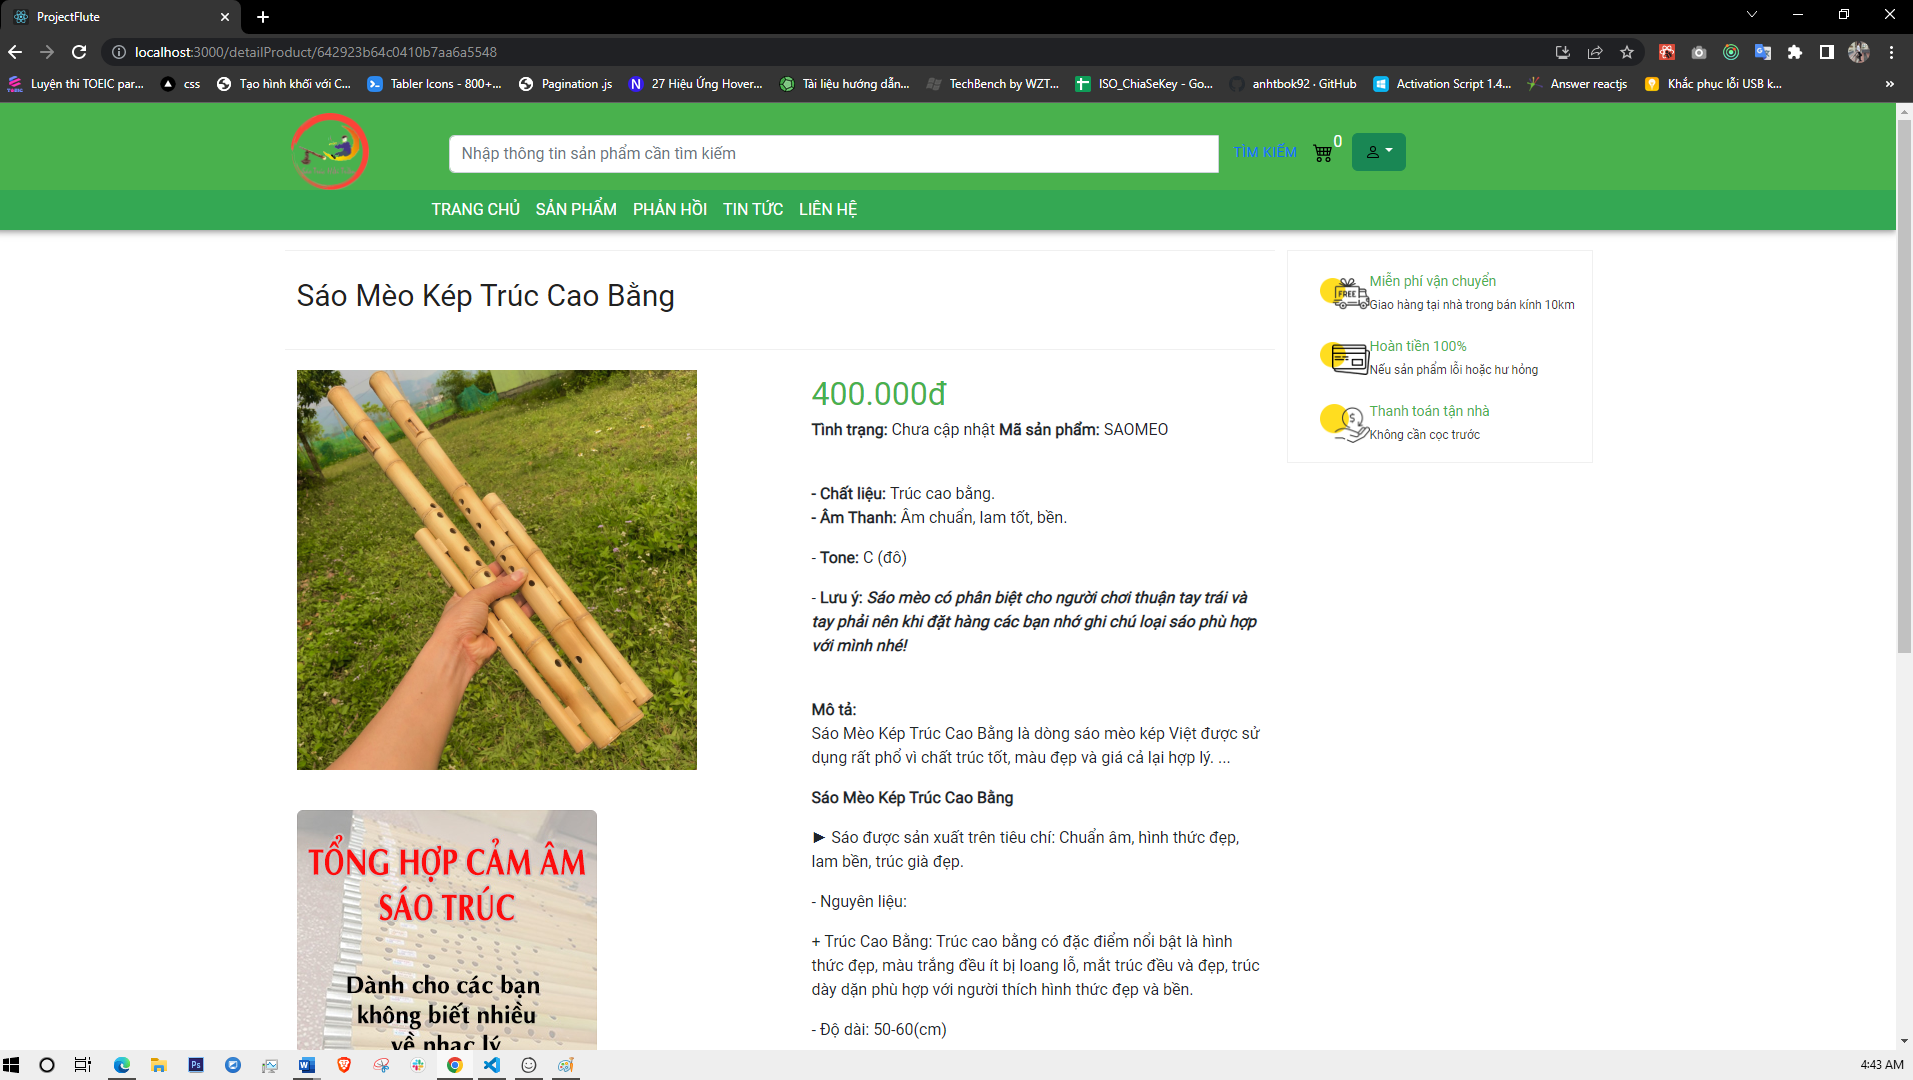 ProjectFlute
localhost:3000/detailProduct/642923b64c0410b7aa6a5548
Luyện thi TOEIC par...
css
Tạo hình khối với C...
Tabler Icons - 800+...
Pagination .js
27 Hiệu Ứng Hover...
Tài liệu hướng dẫn...
TechBench by WZT...
ISO_ChiaSeKey - Go...
anhtbok92 · GitHub
Activation Script 1.4...
Answer reactjs
Khắc phục lỗi USB k...
»
Nhập thông tin sản phẩm cần tìm kiếm
TÌM KIẾM
0
TRANG CHỦ
SẢN PHẨM
PHẢN HỒI
TIN TỨC
LIÊN HỆ
Sáo Mèo Kép Trúc Cao Bằng
FREE
Miễn phí vận chuyển
Giao hàng tại nhà trong bán kính 10km
Hoàn tiền 100%
Nếu sản phẩm lỗi hoặc hư hỏng
Thanh toán tận nhà
Không cần cọc trước
400.000đ
Tình trạng: Chưa cập nhật Mã sản phẩm: SAOMEO
- Chất liệu: Trúc cao bằng.
- Âm Thanh: Âm chuẩn, lam tốt, bền.
- Tone: C (đô)
- Lưu ý: Sáo mèo có phân biệt cho người chơi thuận tay trái và
tay phải nên khi đặt hàng các bạn nhớ ghi chú loại sáo phù hợp
với mình nhé!
Mô tả:
Sáo Mèo Kép Trúc Cao Bằng là dòng sáo mèo kép Việt được sử
dụng rất phổ vì chất trúc tốt, màu đẹp và giá cả lại hợp lý. ...
Sáo Mèo Kép Trúc Cao Bằng
► Sáo được sản xuất trên tiêu chí: Chuẩn âm, hình thức đẹp,
lam bền, trúc già đẹp.
- Nguyên liệu:
+ Trúc Cao Bằng: Trúc cao bằng có đặc điểm nổi bật là hình
thức đẹp, màu trắng đều ít bị loang lỗ, mắt trúc đều và đẹp, trúc
dày dặn phù hợp với người thích hình thức đẹp và bền.
- Độ dài: 50-60(cm)
TỔNG HỢP CẢM ÂM
SÁO TRÚC
Dành cho các bạn
không biết nhiều
về nhạc lý
4:43 AM